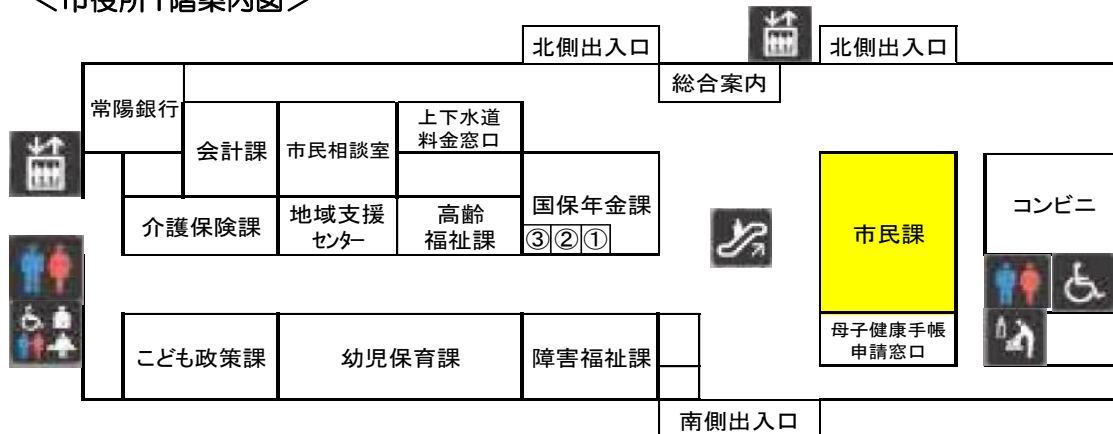 ＜市役所1階案内図＞
北側出入口
北側出入口
総合案内
常陽銀行
会計課
市民相談室
上下水道
料金窓口
国保年金課
③②①
介護保険課
地域支援
センター
高齢
福祉課
市民課
コンビニ
母子健康手帳
申請窓口
こども政策課
幼児保育課
障害福祉課
南側出入口